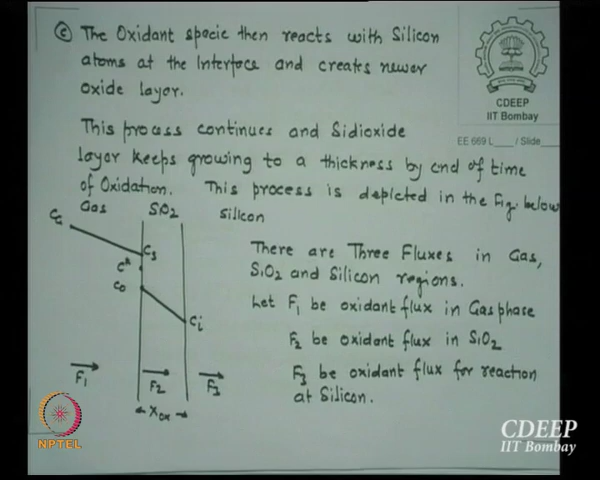 ⓒ The Oxidant specie then reacts with Silicon
atoms at the Interface and creates newer
oxide layer.
CDEEP
IIT Bombay
EE 669 L____ / Slide____
This process continues and Sidioxide
layer keeps growing to a thickness by end of time
of Oxidation. This process is depicted in the Fig. below
Gas SiO2 Silicon
CG
Cs
C*
Co
Ci
F1 F2 F3
Xox
There are Three Fluxes in Gas,
SiO2 and Silicon regions.
Let F1 be oxidant flux in Gas phase
F2 be oxidant flux in SiO2
F3 be oxidant flux for reaction
at Silicon.
NPTEL
CDEEP
IIT Bombay